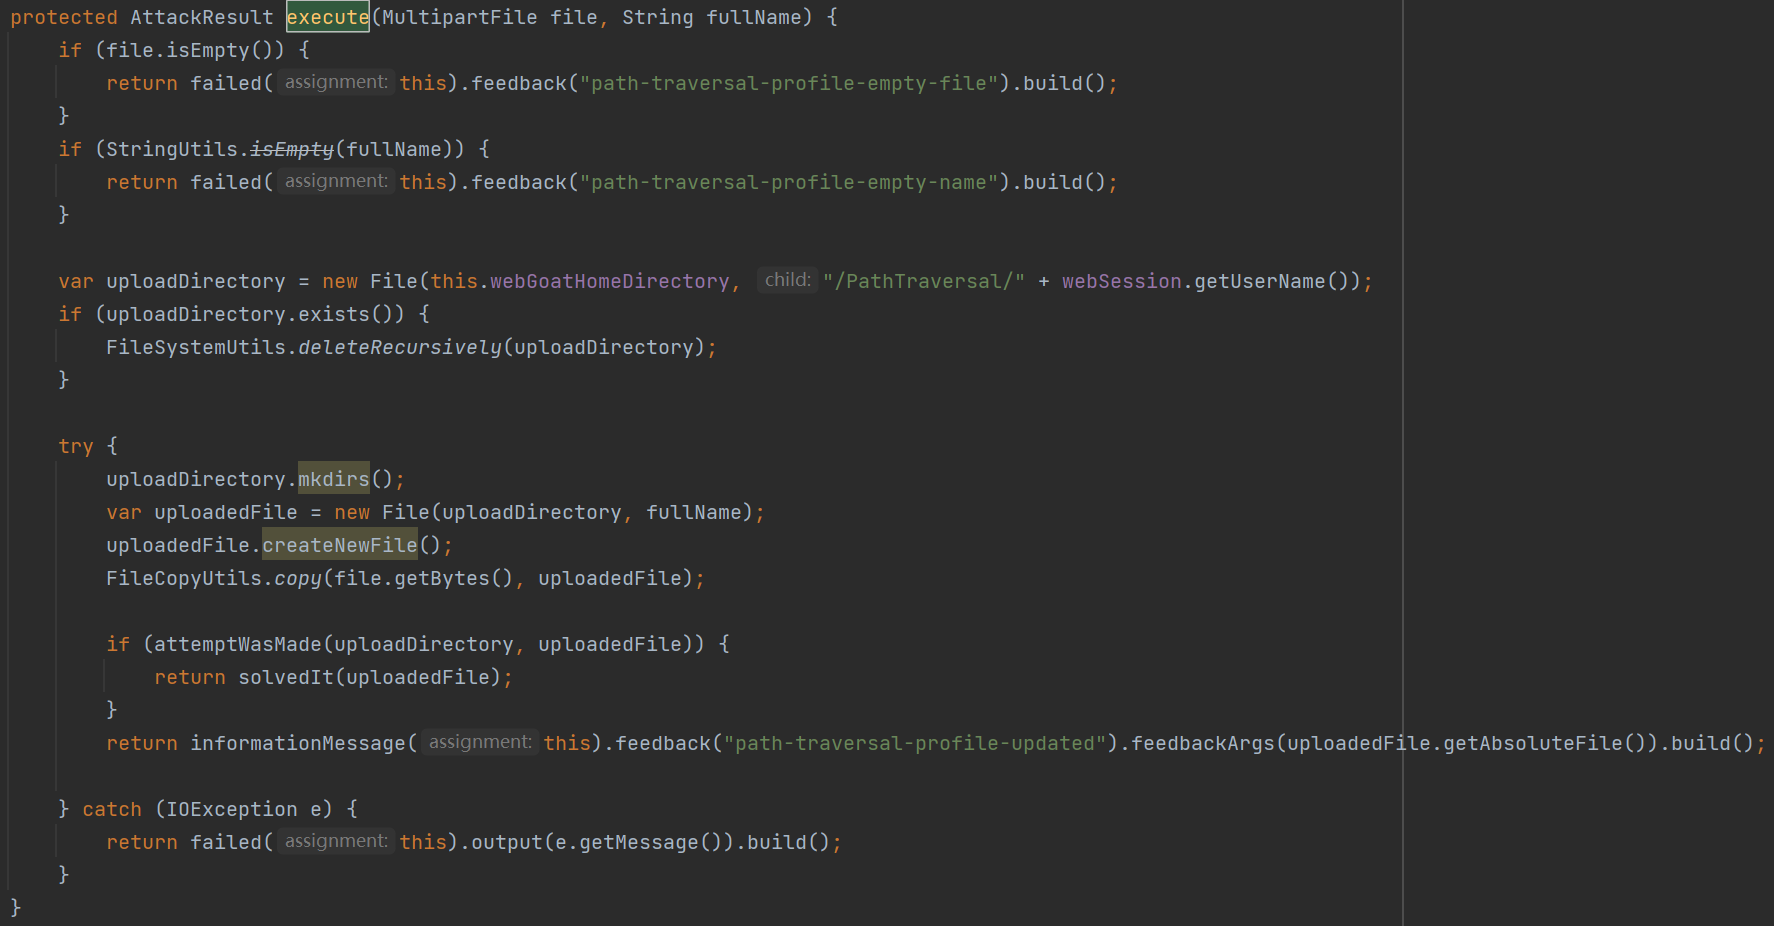 protected AttackResult execute(MultipartFile file, String fullName) {
    if (file.isEmpty()) {
        return failed( assignment: this).feedback("path-traversal-profile-empty-file").build();
    }
    if (StringUtils.isEmpty(fullName)) {
        return failed( assignment: this).feedback("path-traversal-profile-empty-name").build();
    }

    var uploadDirectory = new File(this.webGoatHomeDirectory, child: "/PathTraversal/" + webSession.getUserName());
    if (uploadDirectory.exists()) {
        FileSystemUtils.deleteRecursively(uploadDirectory);
    }

    try {
        uploadDirectory.mkdirs();
        var uploadedFile = new File(uploadDirectory, fullName);
        uploadedFile.createNewFile();
        FileCopyUtils.copy(file.getBytes(), uploadedFile);

        if (attemptWasMade(uploadDirectory, uploadedFile)) {
            return solvedIt(uploadedFile);
        }
        return informationMessage( assignment: this).feedback("path-traversal-profile-updated").feedbackArgs(uploadedFile.getAbsoluteFile()).build();

    } catch (IOException e) {
        return failed( assignment: this).output(e.getMessage()).build();
    }
}